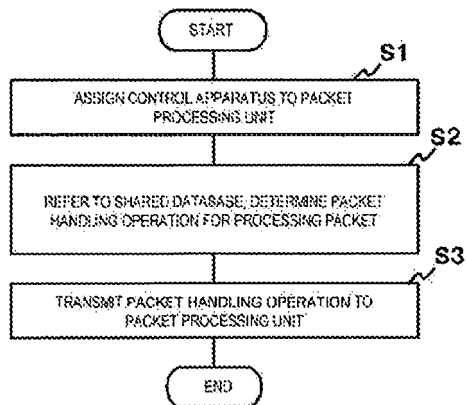 START
S1
ASSIGN CONTROL APPARATUS TO PACKET
PROCESSING UNIT
S2
REFER TO SHARED DATABASE, DETERMINE PACKET
HANDLING OPERATION FOR PROCESSING PACKET
S3
TRANSMIT PACKET HANDLING OPERATION TO
PACKET PROCESSING UNIT
END